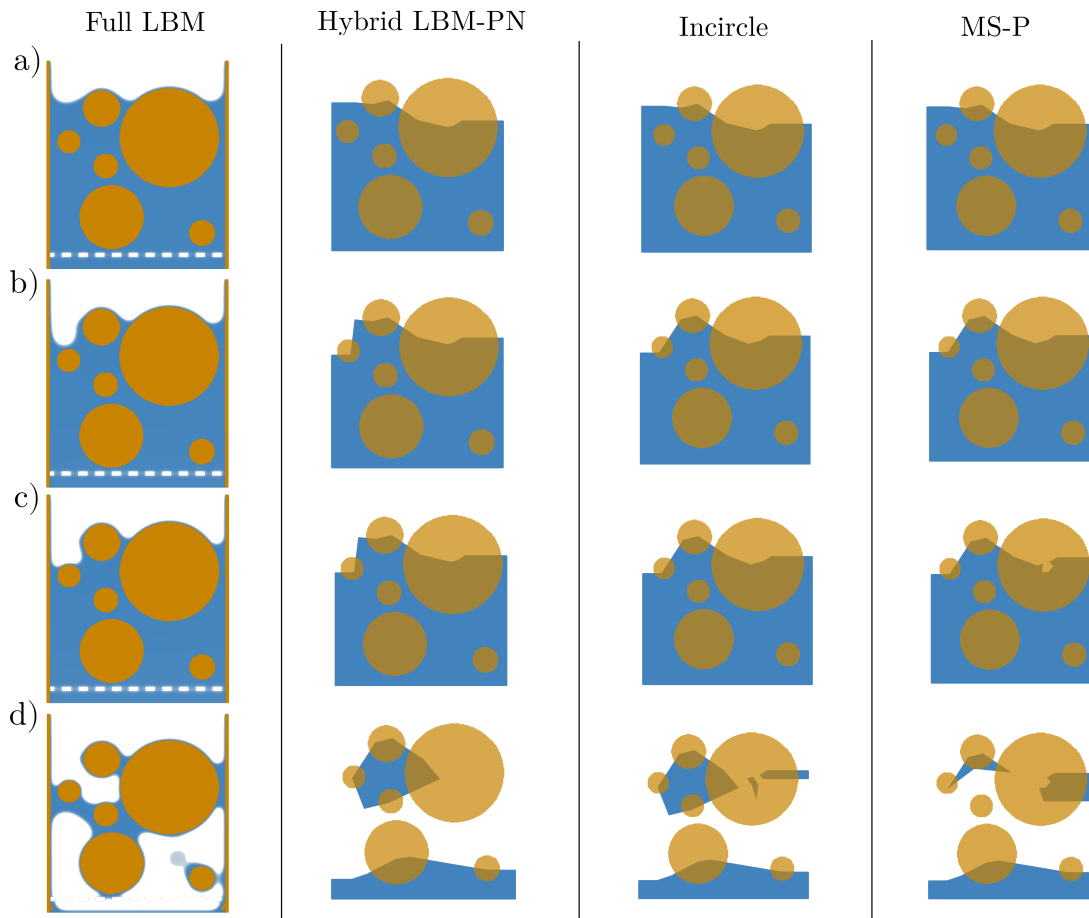 Full LBM
Hybrid LBM-PN
Incircle
MS-P
a)
b)
c)
d)